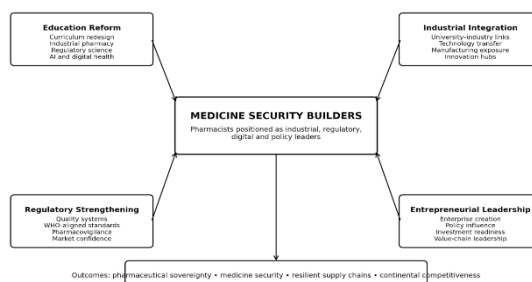 Education Reform
Curriculum redesign
Industrial pharmacy
Regulatory science
AI and digital health
Industrial Integration
University–industry links
Technology transfer
Manufacturing exposure
Innovation hubs
MEDICINE SECURITY BUILDERS
Pharmacists positioned as industrial, regulatory,
digital and policy leaders
Regulatory Strengthening
Quality systems
WHO-aligned standards
Pharmacovigilance
Market confidence
Entrepreneurial Leadership
Enterprise creation
Policy influence
Investment readiness
Value-chain leadership
Outcomes: pharmaceutical sovereignty • medicine security • resilient supply chains • continental competitiveness